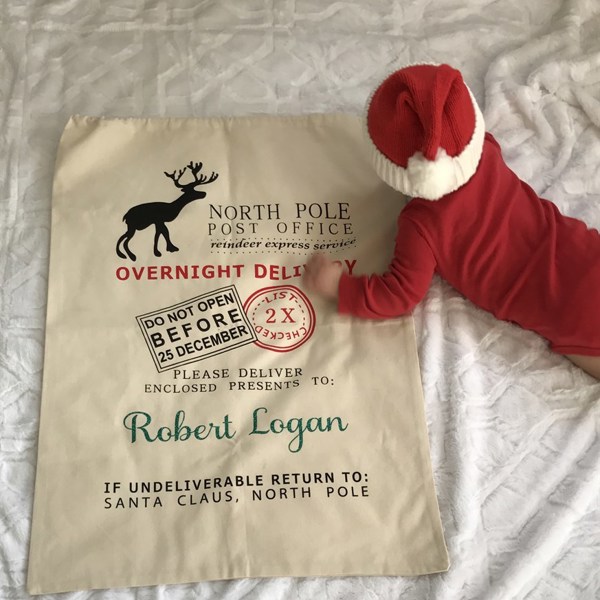 NORTH POLE
POST OFFICE
reindeer express service
OVERNIGHT DELIVERY
DO NOT OPEN
BEFORE
25 DECEMBER
LIST
2X
CHECKED
PLEASE DELIVER
ENCLOSED PRESENTS TO:
Robert Logan
IF UNDELIVERABLE RETURN TO:
SANTA CLAUS, NORTH POLE